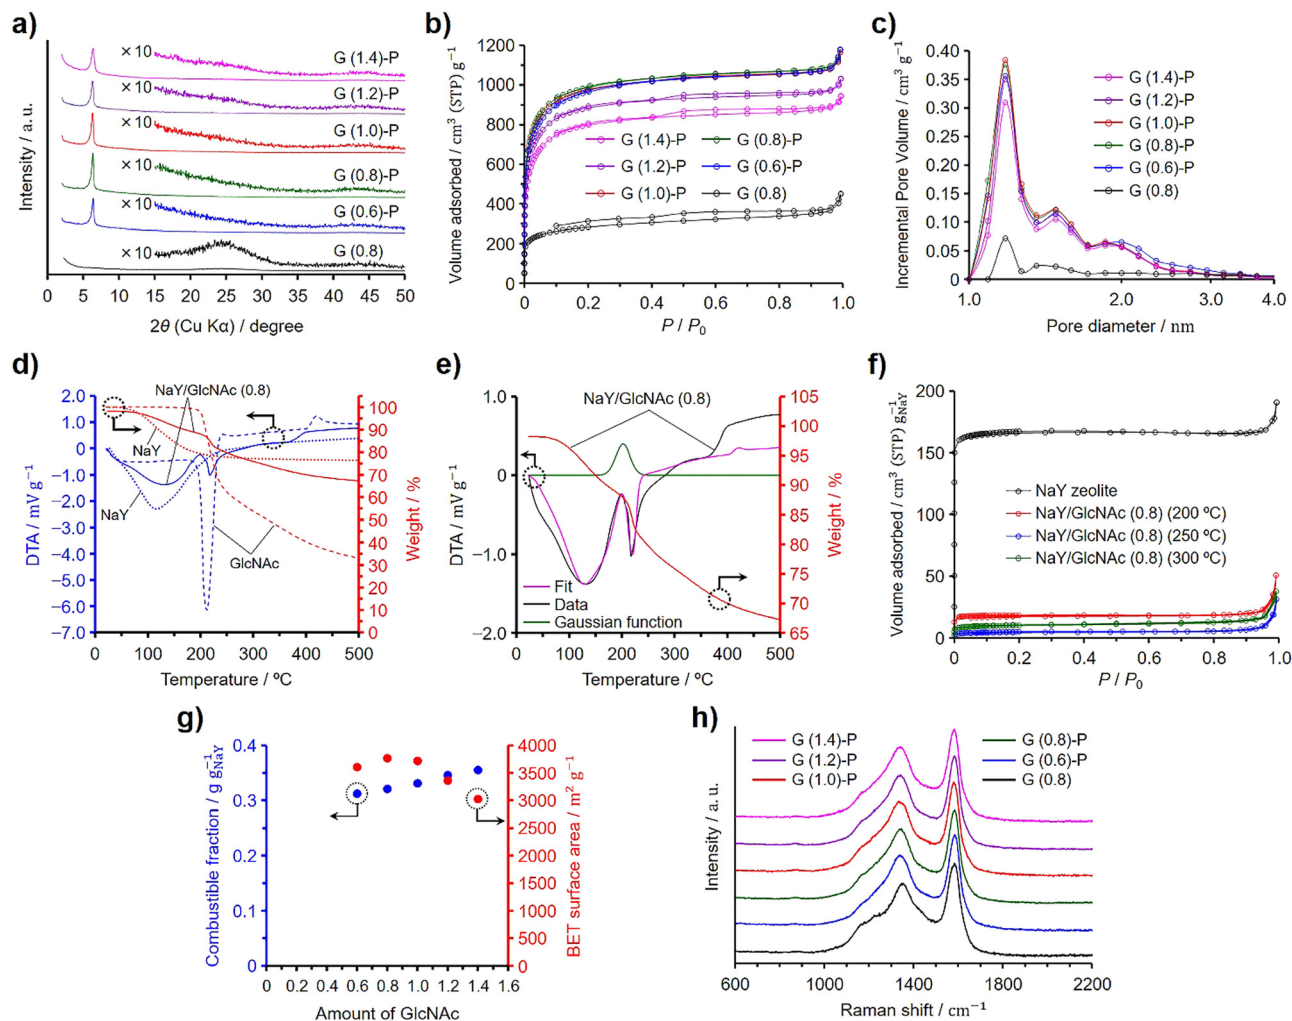 a)
Intensity / a.u.
× 10
G (1.4)-P
× 10
G (1.2)-P
× 10
G (1.0)-P
× 10
G (0.8)-P
× 10
G (0.6)-P
× 10
G (0.8)
0 5 10 15 20 25 30 35 40 45 50
2θ (Cu Kα) / degree
b)
Volume adsorbed / cm³ (STP) g⁻¹
1200
1000
800
600
400
200
0
G (1.4)-P G (0.8)-P
G (1.2)-P G (0.6)-P
G (1.0)-P G (0.8)
0 0.2 0.4 0.6 0.8 1.0
P / P₀
c)
Incremental Pore Volume / cm³ g⁻¹
0.40
0.35
0.30
0.25
0.20
0.15
0.10
0.05
0
G (1.4)-P
G (1.2)-P
G (1.0)-P
G (0.8)-P
G (0.6)-P
G (0.8)
1.0 2.0 3.0 4.0
Pore diameter / nm
d)
DTA / mV g⁻¹
2.0
1.0
0
−1.0
−2.0
−3.0
−4.0
−5.0
−6.0
−7.0
NaY/GlcNAc (0.8)
NaY
NaY
GlcNAc
100
90
80
70
60
50
40
30
20
10
0
Weight / %
0 100 200 300 400 500
Temperature / ºC
e)
DTA / mV g⁻¹
1.0
0
−1.0
−2.0
NaY/GlcNAc (0.8)
Fit
Data
Gaussian function
105
100
95
90
85
80
75
70
65
Weight / %
0 100 200 300 400 500
Temperature / ºC
f)
Volume adsorbed / cm³ (STP) g⁻¹NaY
200
150
100
50
0
NaY zeolite
NaY/GlcNAc (0.8) (200 ºC)
NaY/GlcNAc (0.8) (250 ºC)
NaY/GlcNAc (0.8) (300 ºC)
0 0.2 0.4 0.6 0.8 1.0
P / P₀
g)
Combustible fraction / g g⁻¹NaY
0.4
0.3
0.2
0.1
0
4000
3500
3000
2500
2000
1500
1000
500
0
BET surface area / m² g⁻¹
0 0.2 0.4 0.6 0.8 1.0 1.2 1.4 1.6
Amount of GlcNAc
h)
Intensity / a.u.
G (1.4)-P G (0.8)-P
G (1.2)-P G (0.6)-P
G (1.0)-P G (0.8)
600 1000 1400 1800 2200
Raman shift / cm⁻¹